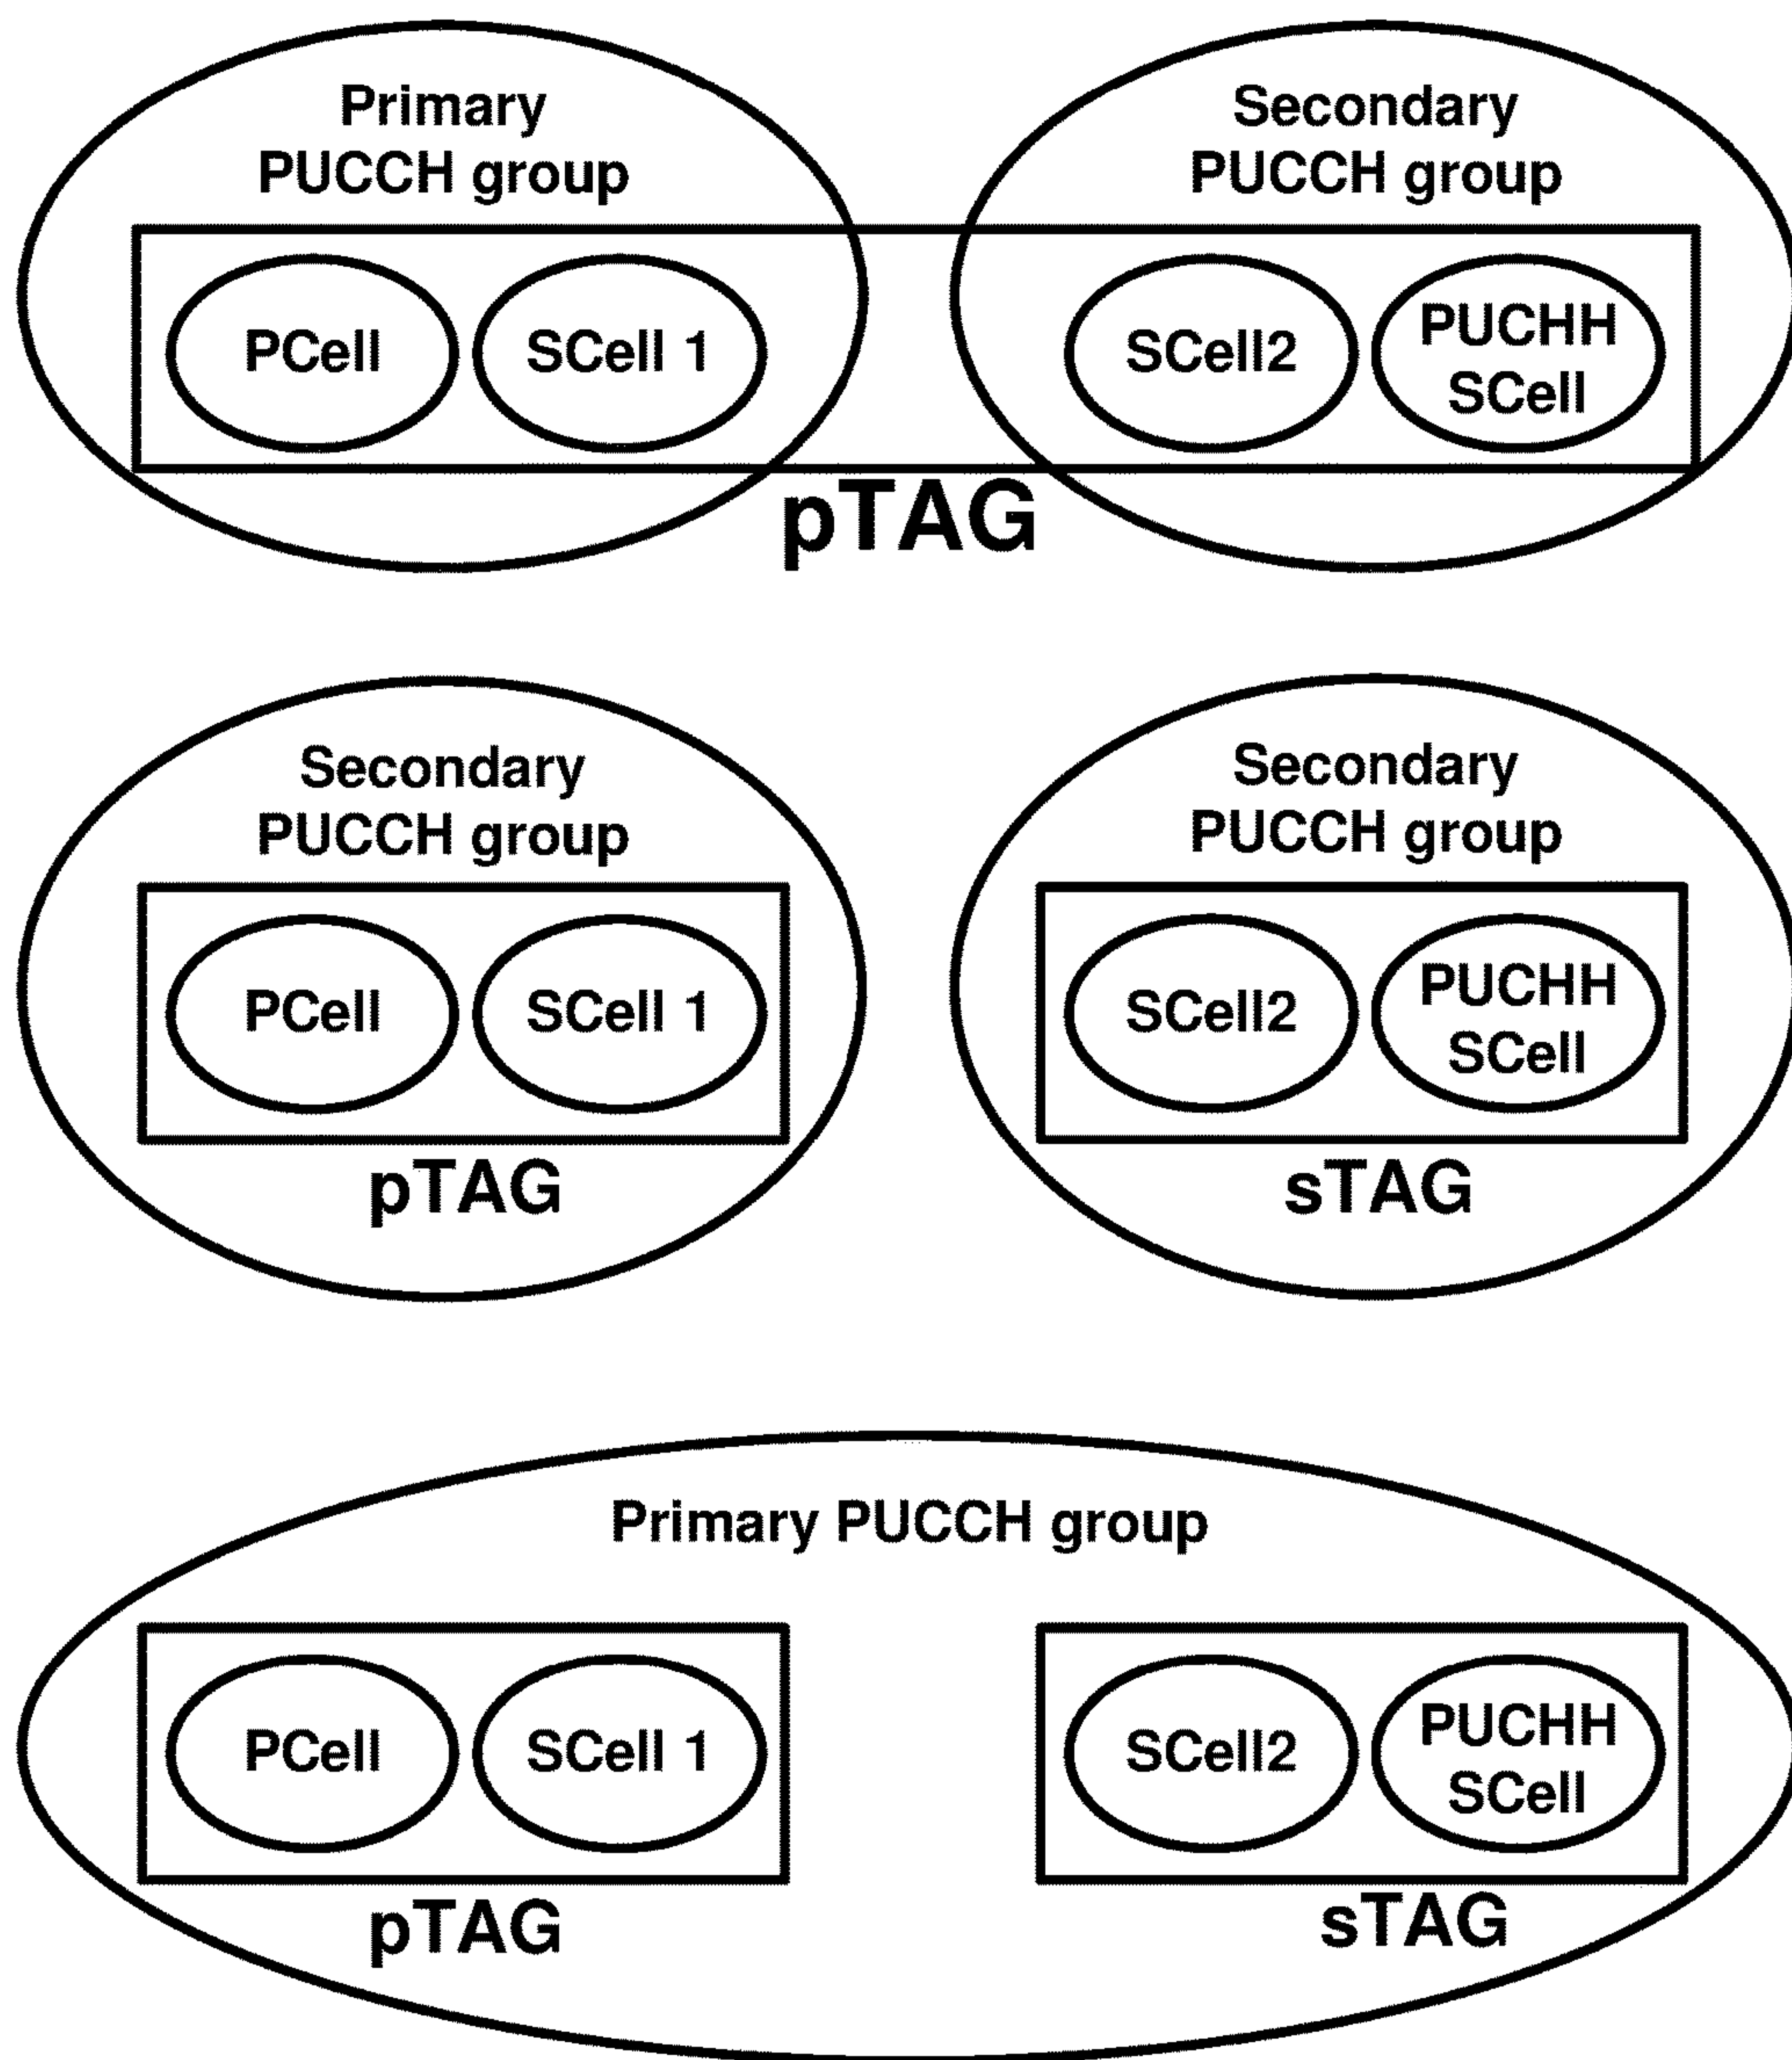 Primary
PUCCH group
Secondary
PUCCH group
PCell
SCell 1
SCell2
PUCHH
SCell
pTAG
Secondary
PUCCH group
Secondary
PUCCH group
PCell
SCell 1
SCell2
PUCHH
SCell
pTAG
sTAG
Primary PUCCH group
PCell
SCell 1
SCell2
PUCHH
SCell
pTAG
sTAG